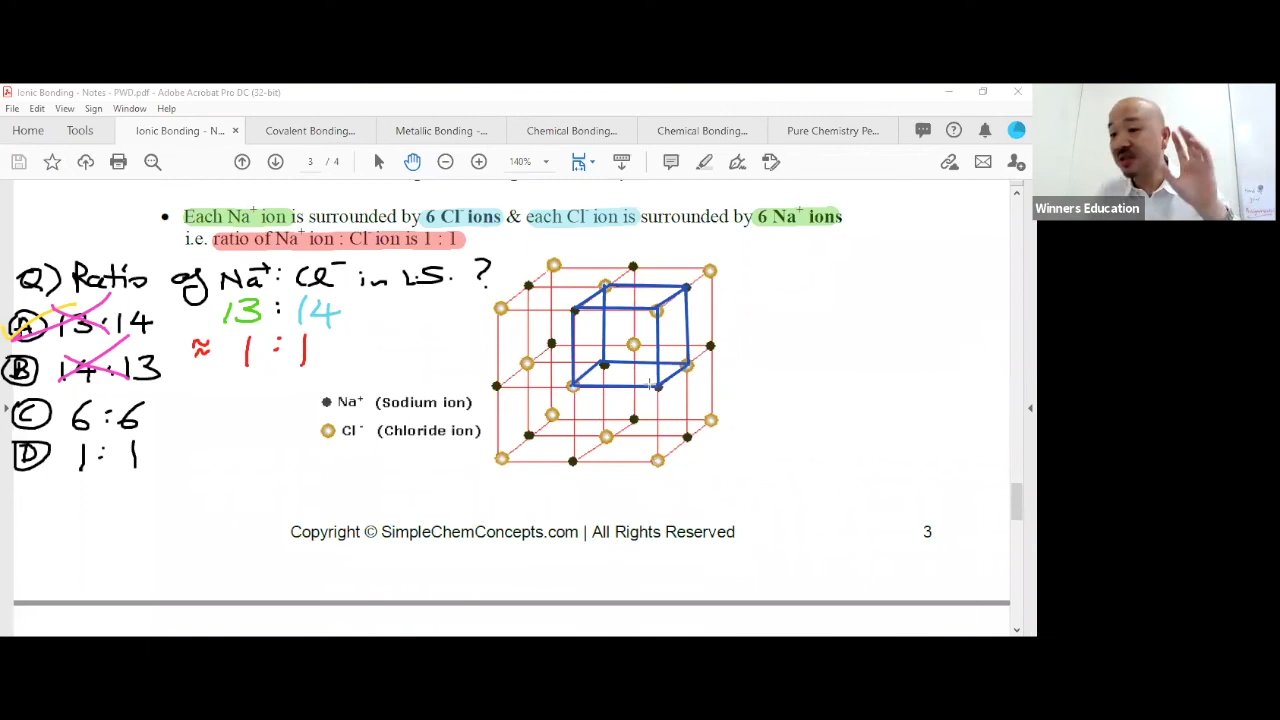 Ionic Bonding - Notes - PWD.pdf - Adobe Acrobat Pro DC (32-bit)
File Edit View Sign Window Help
Home Tools Ionic Bonding - N... × Covalent Bonding... Metallic Bonding -... Chemical Bonding... Chemical Bonding... Pure Chemistry Pe...
3 / 4 140%
Winners Education
• Each Na⁺ ion is surrounded by 6 Cl⁻ ions & each Cl⁻ ion is surrounded by 6 Na⁺ ions
i.e. ratio of Na⁺ ion : Cl⁻ ion is 1 : 1
Q) Ratio of Na⁺ : Cl⁻ in L.S. ?
13 : 14
≈ 1 : 1
A 13 : 14
B 14 : 13
C 6 : 6
D 1 : 1
Na⁺ (Sodium ion)
Cl⁻ (Chloride ion)
Copyright © SimpleChemConcepts.com | All Rights Reserved 3